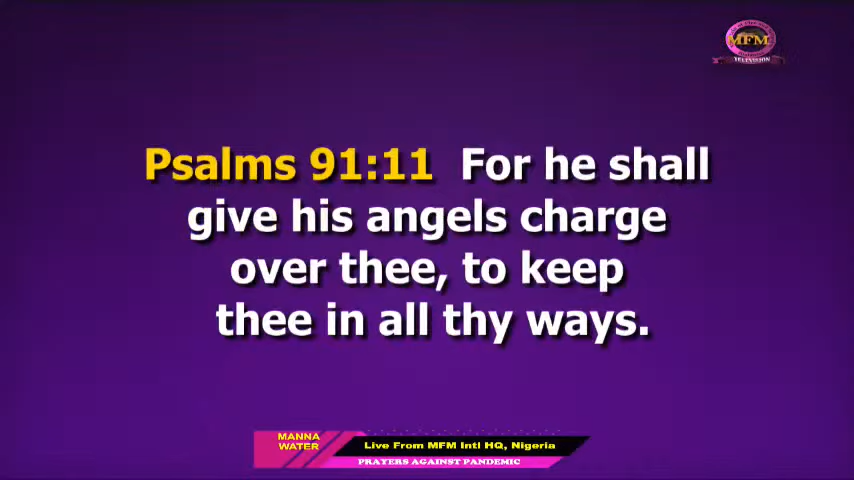 MFM
TELEVISION
Psalms 91:11 For he shall
give his angels charge
over thee, to keep
thee in all thy ways.
MANNA
WATER
Live From MFM Intl HQ, Nigeria
PRAYERS AGAINST PANDEMIC